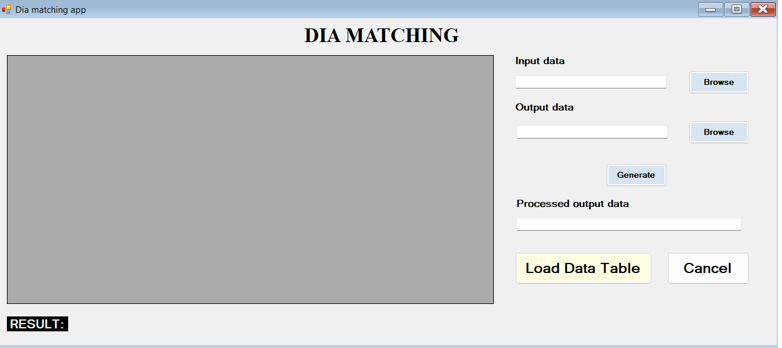 Dia matching app
DIA MATCHING
Input data
Browse
Output data
Browse
Generate
Processed output data
Load Data Table
Cancel
RESULT: